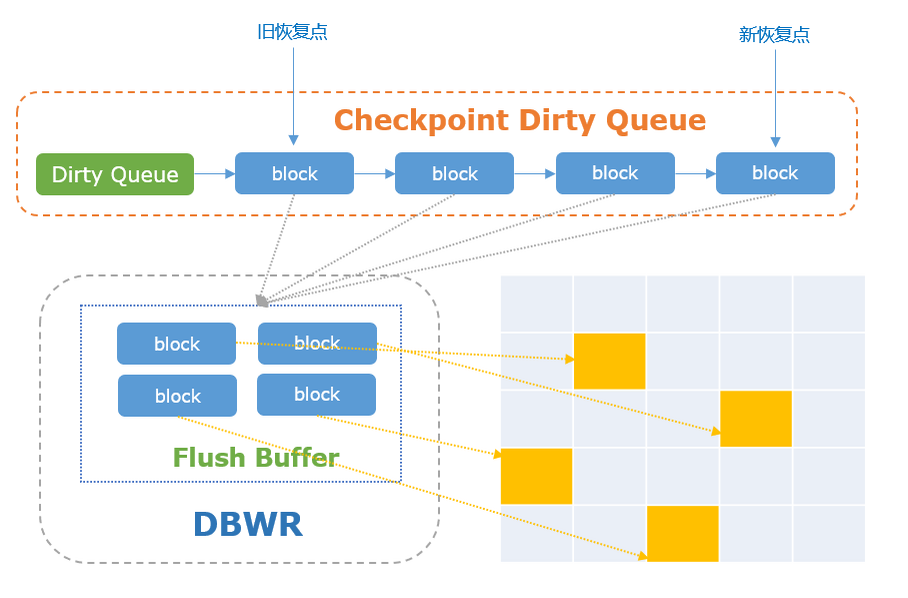 旧恢复点
新恢复点
Checkpoint Dirty Queue
Dirty Queue
block
block
block
block
block
block
block
block
Flush Buffer
DBWR